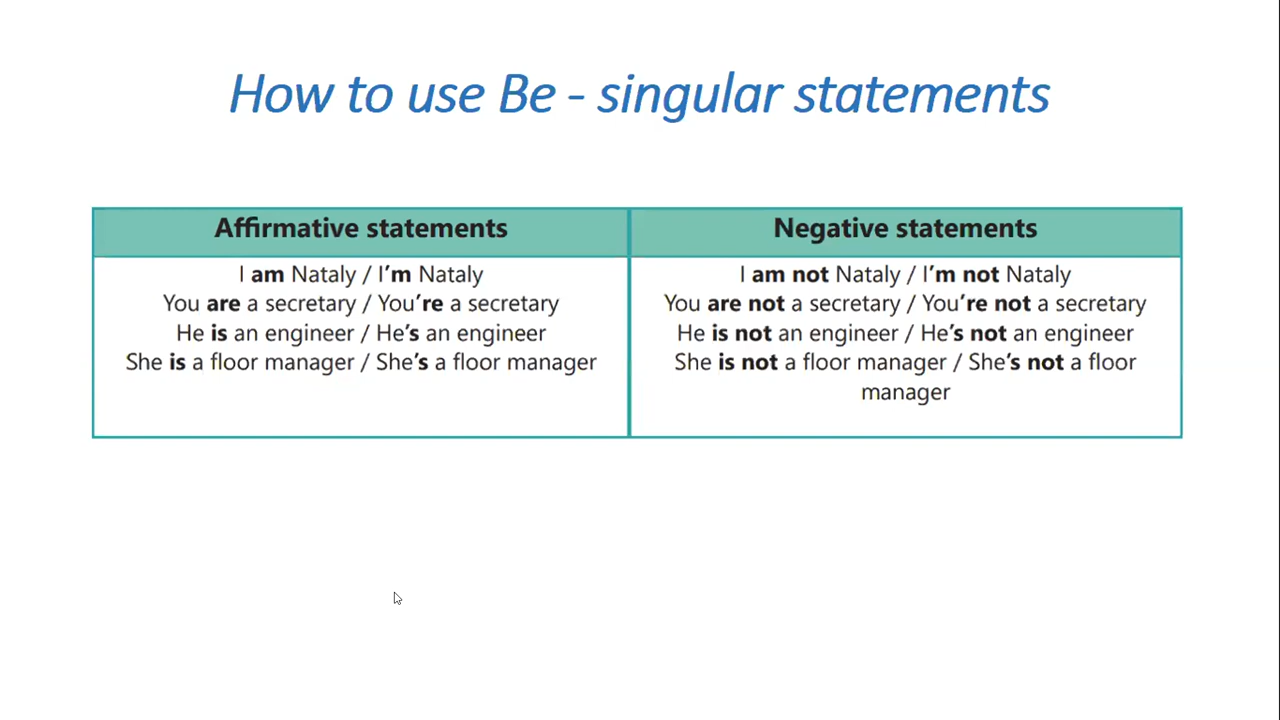 How to use Be - singular statements
Affirmative statements
I am Nataly / I’m Nataly
You are a secretary / You’re a secretary
He is an engineer / He’s an engineer
She is a floor manager / She’s a floor manager
Negative statements
I am not Nataly / I’m not Nataly
You are not a secretary / You’re not a secretary
He is not an engineer / He’s not an engineer
She is not a floor manager / She’s not a floor
manager